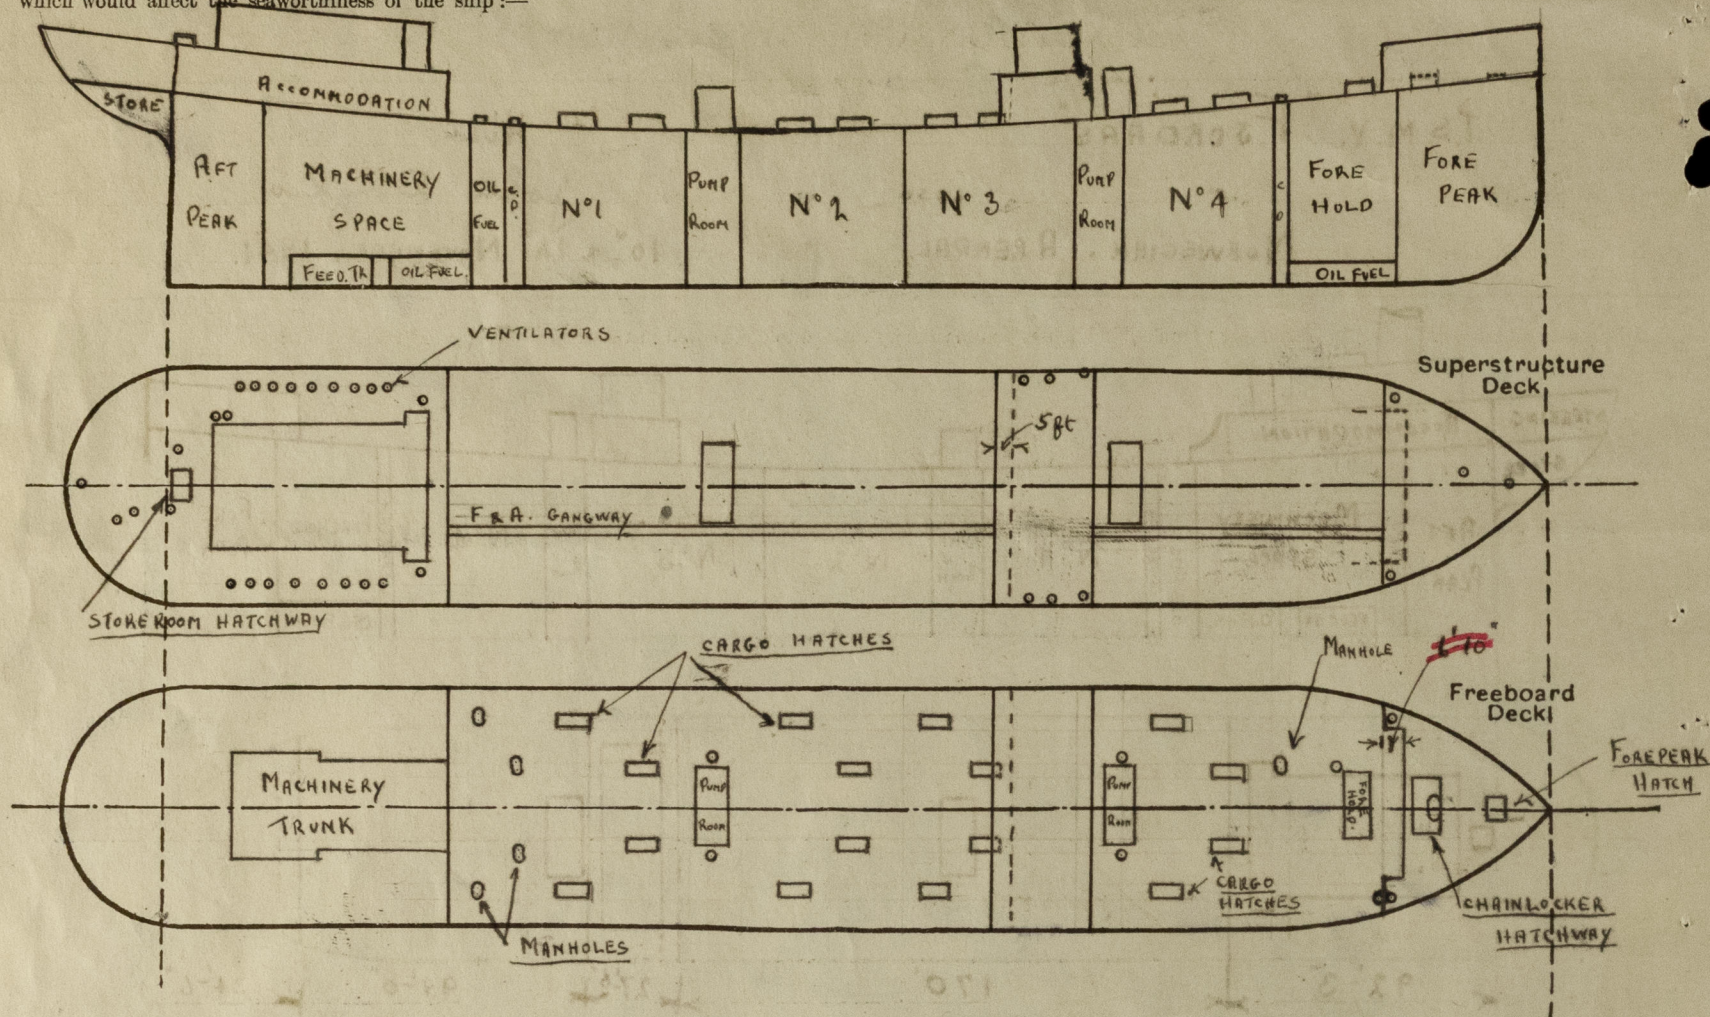 which would affect the seaworthiness of the ship :—
STORE
ACCOMMODATION
AFT
PEAK
MACHINERY
SPACE
FEED.TK
OIL FUEL.
OIL
FUEL
C.D.
Nº1
PUMP
ROOM
Nº2
Nº3
PUMP
ROOM
Nº4
C D
FORE
HOLD
OIL FUEL
FORE
PEAK
VENTILATORS
Superstructure
Deck
5ft
F & A. GANGWAY
STOREROOM HATCHWAY
CARGO HATCHES
MANHOLE
Freeboard
Deck
FOREPEAK
HATCH
MACHINERY
TRUNK
PUMP
ROOM
PUMP
ROOM
FORE
HOLD.
CARGO
HATCHES
CHAINLOCKER
HATCHWAY
MANHOLES